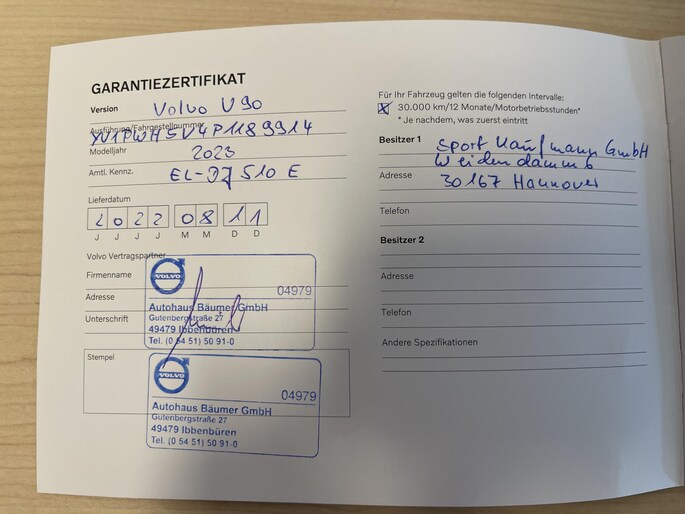 GARANTIEZERTIFIKAT
Version Volvo V90
Ausführung/Fahrgestellnummer
YV1PWH5V4P1189914
Modelljahr 2023
Amtl. Kennz. EL-DJ 510 E
Lieferdatum
2022 08 11
J J J J M M D D
Volvo Vertragspartner
Firmenname
Adresse
Unterschrift
VOLVO
04979
Autohaus Bäumer GmbH
Gutenbergstraße 27
49479 Ibbenbüren
Tel. (0 54 51) 50 91-0
Stempel
VOLVO
04979
Autohaus Bäumer GmbH
Gutenbergstraße 27
49479 Ibbenbüren
Tel. (0 54 51) 50 91-0
Für Ihr Fahrzeug gelten die folgenden Intervalle:
X 30.000 km/12 Monate/Motorbetriebsstunden*
* Je nachdem, was zuerst eintritt
Besitzer 1 Sport Kaufmann GmbH
Weidendamm 6
Adresse 30167 Hannover
Telefon
Besitzer 2
Adresse
Telefon
Andere Spezifikationen